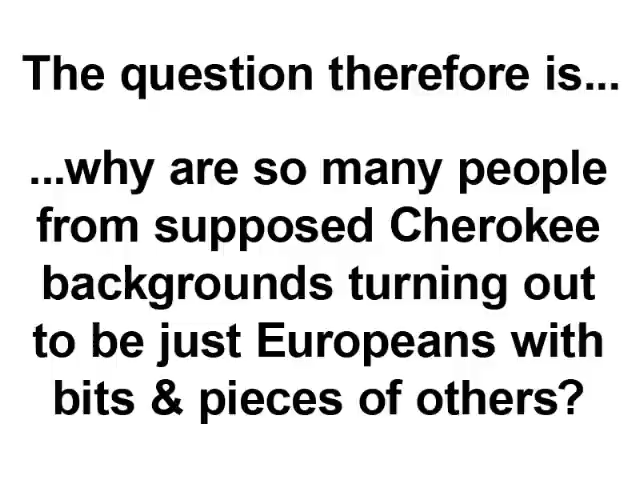 The question therefore is...
...why are so many people
from supposed Cherokee
backgrounds turning out
to be just Europeans with
bits & pieces of others?